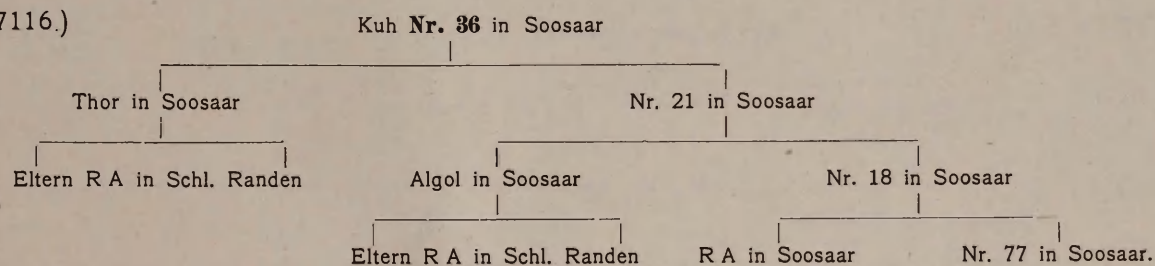 7116.)
Kuh Nr. 36 in Soosaar
Thor in Soosaar Nr. 21 in Soosaar
Eltern R A in Schl. Randen Algol in Soosaar Nr. 18 in Soosaar
Eltern R A in Schl. Randen R A in Soosaar Nr. 77 in Soosaar.